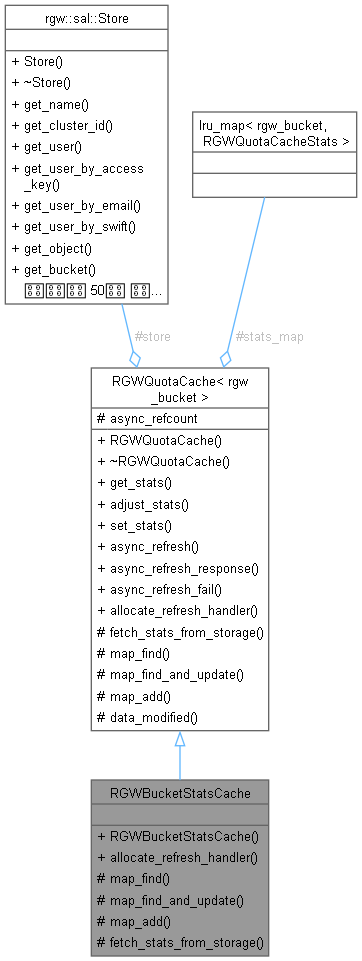 rgw::sal::Store
+ Store()
+ ~Store()
+ get_name()
+ get_cluster_id()
+ get_user()
+ get_user_by_access
_key()
+ get_user_by_email()
+ get_user_by_swift()
+ get_object()
+ get_bucket()
50 ...
lru_map< rgw_bucket,
RGWQuotaCacheStats >
#store
#stats_map
RGWQuotaCache< rgw
_bucket >
# async_refcount
+ RGWQuotaCache()
+ ~RGWQuotaCache()
+ get_stats()
+ adjust_stats()
+ set_stats()
+ async_refresh()
+ async_refresh_response()
+ async_refresh_fail()
+ allocate_refresh_handler()
# fetch_stats_from_storage()
# map_find()
# map_find_and_update()
# map_add()
# data_modified()
RGWBucketStatsCache
+ RGWBucketStatsCache()
+ allocate_refresh_handler()
# map_find()
# map_find_and_update()
# map_add()
# fetch_stats_from_storage()